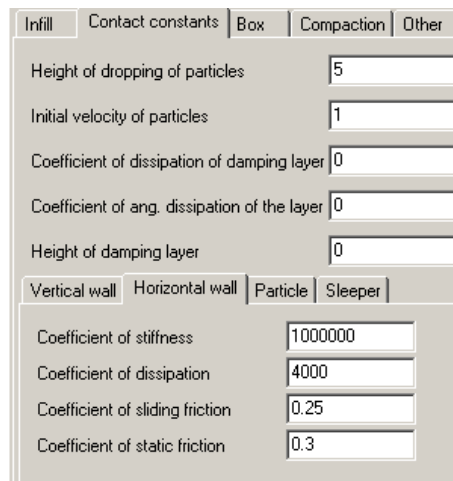 Infill Contact constants Box Compaction Other
Height of dropping of particles 5
Initial velocity of particles 1
Coefficient of dissipation of damping layer 0
Coefficient of ang. dissipation of the layer 0
Height of damping layer 0
Vertical wall Horizontal wall Particle Sleeper
Coefficient of stiffness 1000000
Coefficient of dissipation 4000
Coefficient of sliding friction 0.25
Coefficient of static friction 0.3